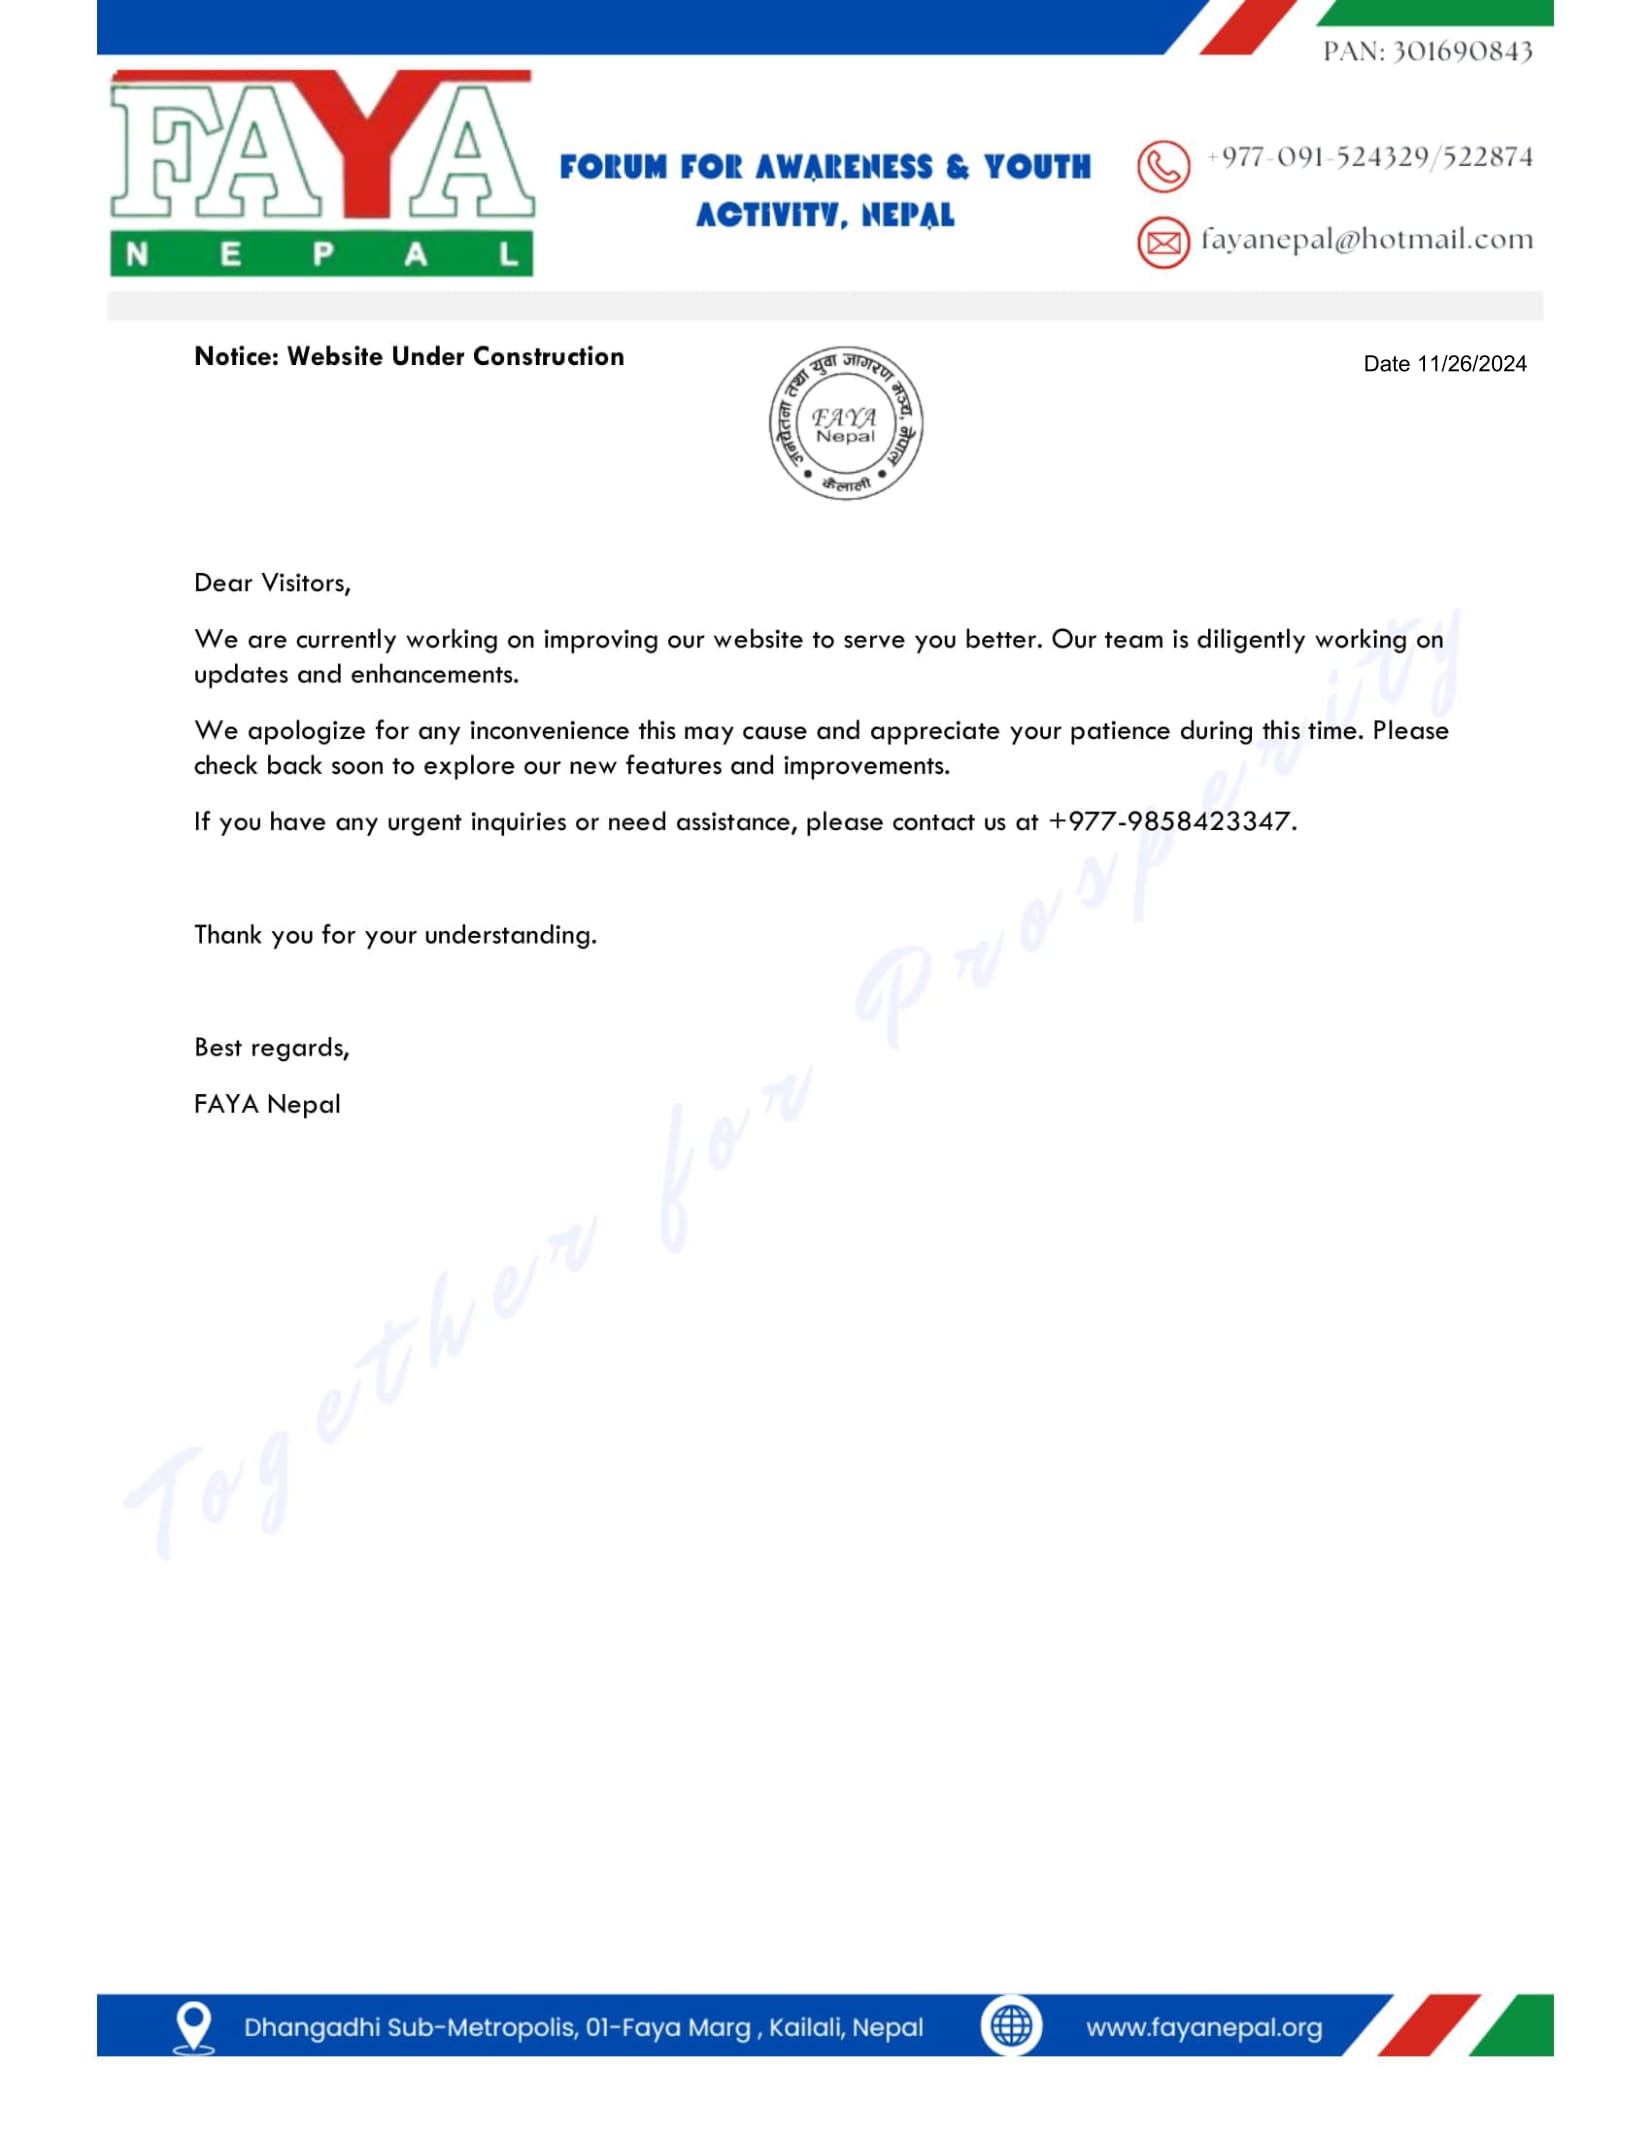 PAN: 301690843
FAYA
NEPAL
FORUM FOR AWARENESS & YOUTH
ACTIVITY, NEPAL
+977-091-524329/522874
fayanepal@hotmail.com
Notice: Website Under Construction
Date 11/26/2024
जनचेतना तथा युवा जागरण मञ्च, नेपाल
FAYA
Nepal
कैलाली
Dear Visitors,
We are currently working on improving our website to serve you better. Our team is diligently working on
updates and enhancements.
We apologize for any inconvenience this may cause and appreciate your patience during this time. Please
check back soon to explore our new features and improvements.
If you have any urgent inquiries or need assistance, please contact us at +977-9858423347.
Thank you for your understanding.
Best regards,
FAYA Nepal
Together for Prosperity
Dhangadhi Sub-Metropolis, 01-Faya Marg , Kailali, Nepal
www.fayanepal.org